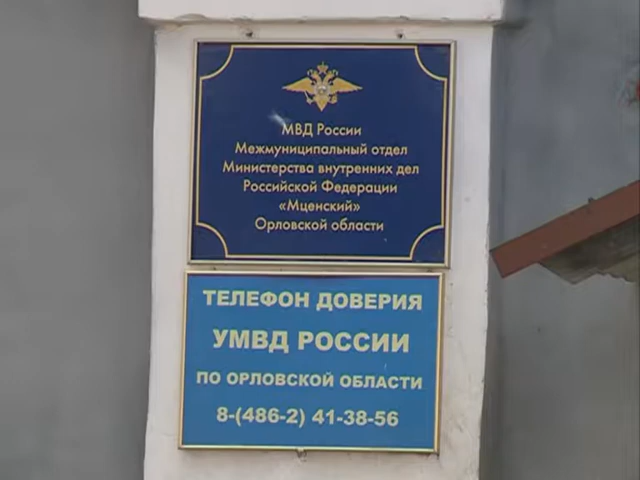 МВД России
Межмуниципальный отдел
Министерства внутренних дел
Российской Федерации
«Мценский»
Орловской области
ТЕЛЕФОН ДОВЕРИЯ
УМВД РОССИИ
ПО ОРЛОВСКОЙ ОБЛАСТИ
8-(486-2) 41-38-56